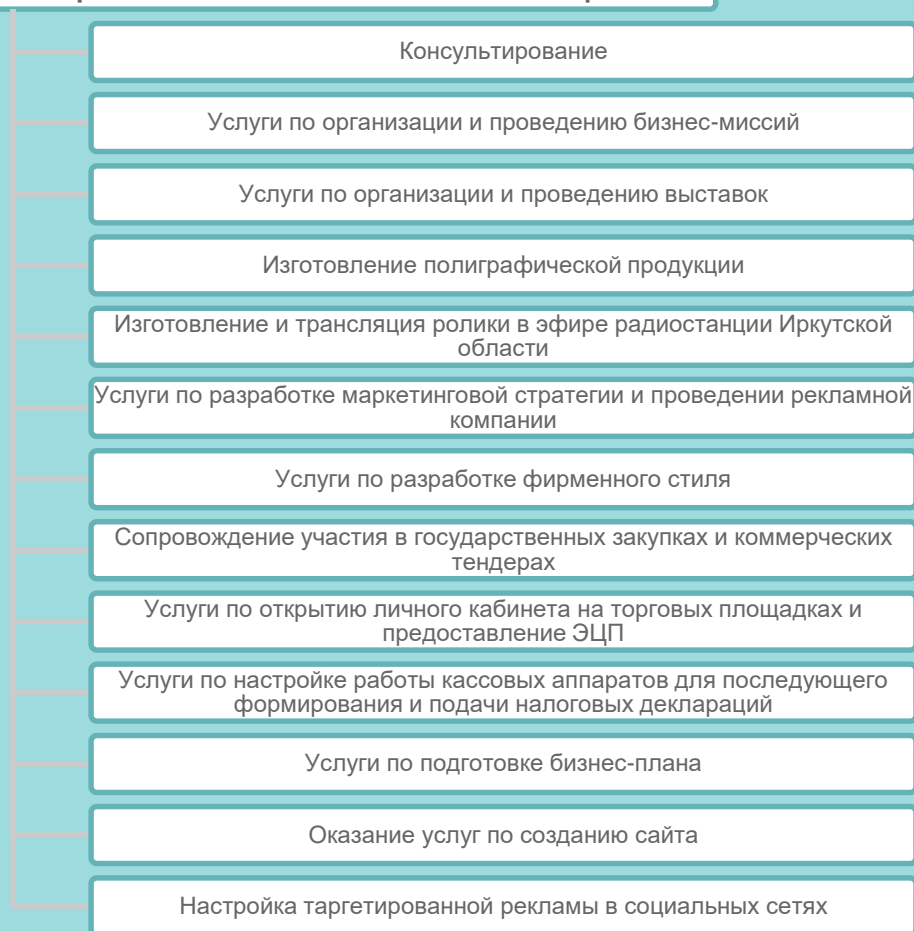 Консультирование
Услуги по организации и проведению бизнес-миссий
Услуги по организации и проведению выставок
Изготовление полиграфической продукции
Изготовление и трансляция ролики в эфире радиостанции Иркутской
области
Услуги по разработке маркетинговой стратегии и проведении рекламной
компании
Услуги по разработке фирменного стиля
Сопровождение участия в государственных закупках и коммерческих
тендерах
Услуги по открытию личного кабинета на торговых площадках и
предоставление ЭЦП
Услуги по настройке работы кассовых аппаратов для последующего
формирования и подачи налоговых деклараций
Услуги по подготовке бизнес-плана
Оказание услуг по созданию сайта
Настройка таргетированной рекламы в социальных сетях